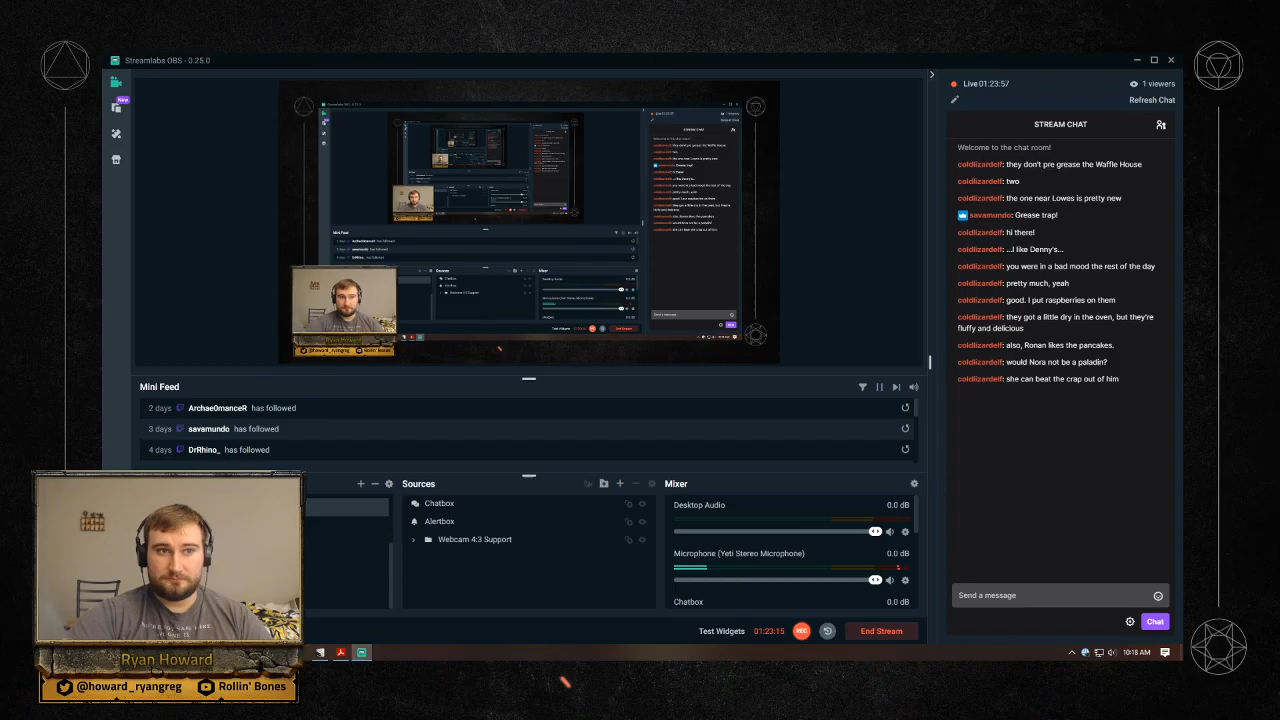 Streamlabs OBS - 0.25.0
New
Live 01:23:57
1 viewers
Refresh Chat
STREAM CHAT
Welcome to the chat room!
coldlizardelf: they don't pre grease the Waffle House
coldlizardelf: two
coldlizardelf: the one near Lowes is pretty new
savamundo: Grease trap!
coldlizardelf: hi there!
coldlizardelf: ...I like Denny's...
coldlizardelf: you were in a bad mood the rest of the day
coldlizardelf: pretty much, yeah
coldlizardelf: good. I put raspberries on them
coldlizardelf: they got a little dry in the oven, but they're
fluffy and delicious
coldlizardelf: also, Ronan likes the pancakes.
coldlizardelf: would Nora not be a paladin?
coldlizardelf: she can beat the crap out of him
Send a message
Chat
Mini Feed
2 days ArchaeOmanceR has followed
3 days savamundo has followed
4 days DrRhino_ has followed
Sources
Chatbox
Alertbox
Webcam 4:3 Support
Mixer
Desktop Audio 0.0 dB
Microphone (Yeti Stereo Microphone) 0.0 dB
Chatbox 0.0 dB
Test Widgets 01:23:15 REC End Stream
10:18 AM
Ryan Howard
@howard_ryangreg Rollin' Bones